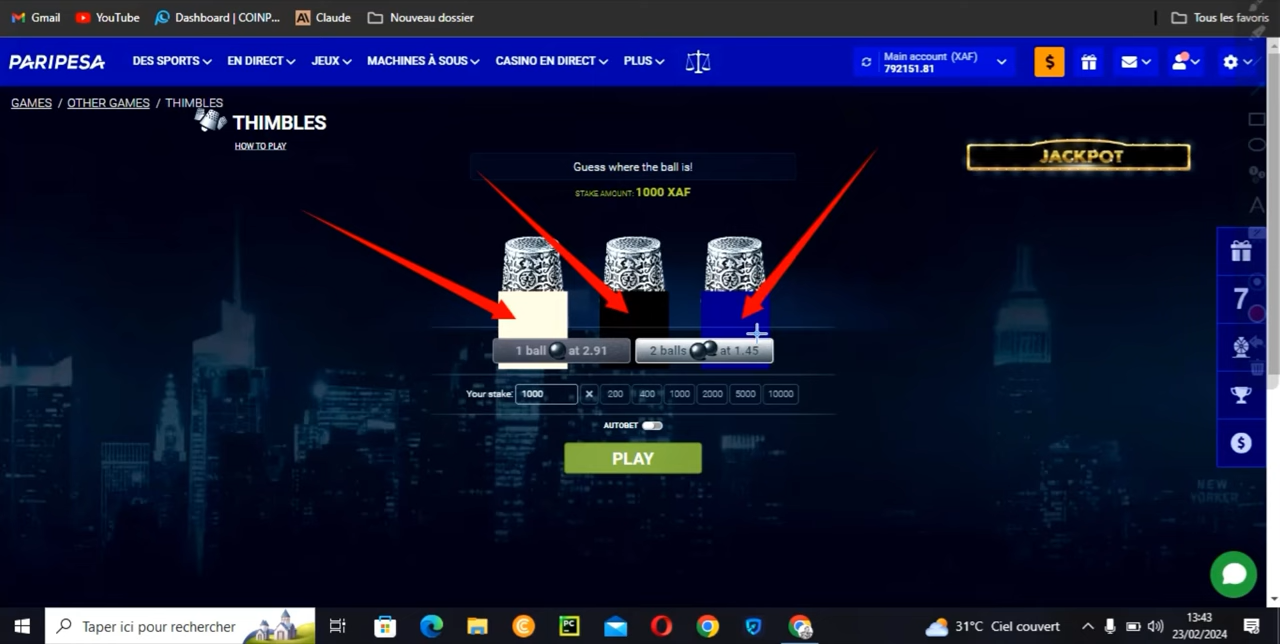 Gmail YouTube Dashboard | COINP... Claude Nouveau dossier Tous les favoris
PARIPESA DES SPORTS EN DIRECT JEUX MACHINES À SOUS CASINO EN DIRECT PLUS Main account (XAF)
792151.81
$
GAMES / OTHER GAMES / THIMBLES
THIMBLES
HOW TO PLAY
JACKPOT
Guess where the ball is!
STAKE AMOUNT: 1000 XAF
A
7
1 ball at 2.91 2 balls at 1.45
Your stake: 1000 × 200 400 1000 2000 5000 10000
AUTOBET
$
PLAY
NEW
YORKER
Taper ici pour rechercher PC 31°C Ciel couvert 13:43
23/02/2024